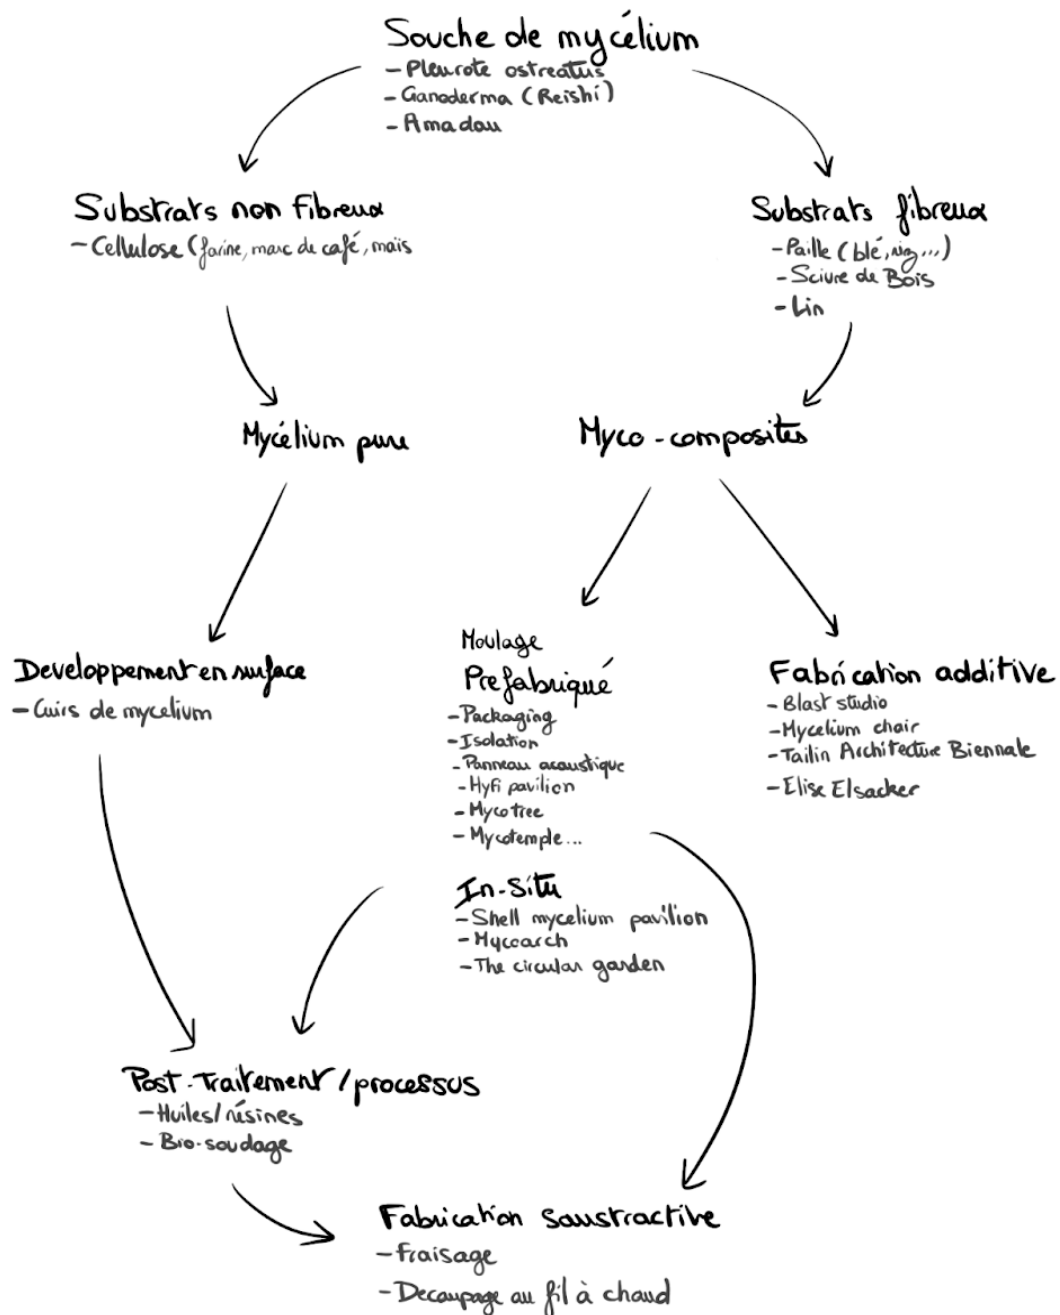 Souche de mycélium
- Pleurote ostreatus
- Ganoderma (Reishi)
- Amadou
Substrats non fibreux
- Cellulose (farine, marc de café, maïs
Substrats fibreux
- Paille (blé, riz...)
- Sciure de Bois
- Lin
Mycélium pure
Myco-composites
Developpement en surface
- Cuirs de mycelium
Moulage
Prefabriqué
- Packaging
- Isolation
- Panneau acoustique
- Hyfi pavilion
- Mycotree
- Mycotemple...
In-Situ
- Shell mycelium pavilion
- Mycoarch
- The circular garden
Fabrication additive
- Blast studio
- Mycelium chair
- Tailin Architecture Biennale
- Elise Elsacker
Post-Traitement/processus
- Huiles/résines
- Bio-soudage
Fabrication soustractive
- Fraisage
- Decoupage au fil à chaud